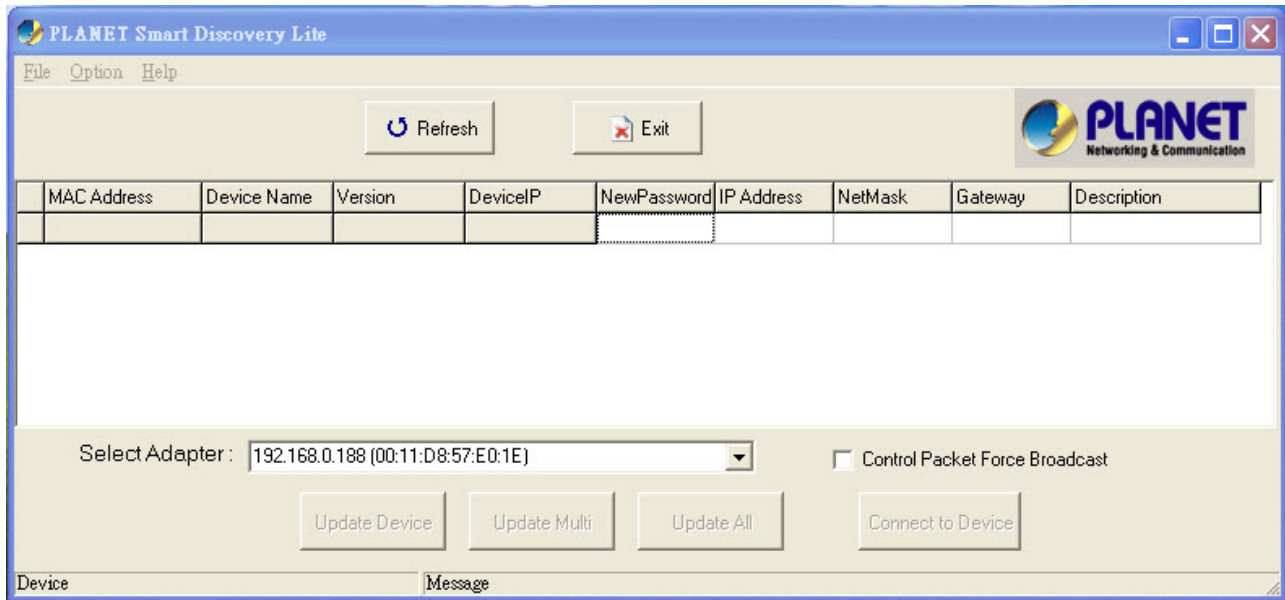 PLANET Smart Discovery Lite
File Option Help
Refresh Exit
PLANET
Networking & Communication
MAC Address Device Name Version DeviceIP NewPassword IP Address NetMask Gateway Description
Select Adapter : 192.168.0.188 (00:11:D8:57:E0:1E) Control Packet Force Broadcast
Update Device Update Multi Update All Connect to Device
Device Message